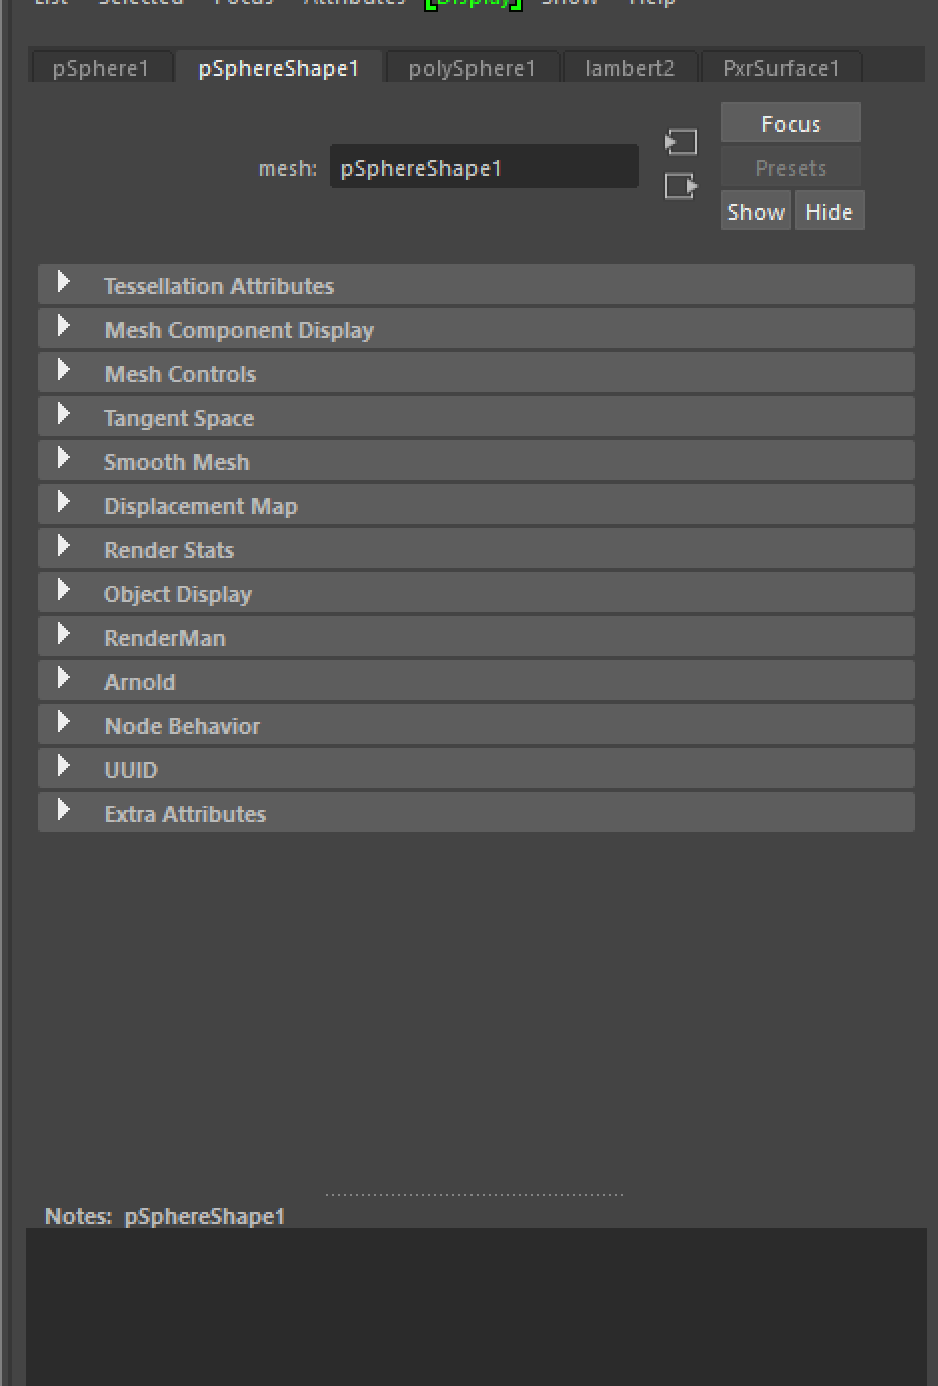 List Selected Focus Attributes Display Show Help
pSphere1 pSphereShape1 polySphere1 lambert2 PxrSurface1
Focus
mesh: pSphereShape1
Presets
Show Hide
Tessellation Attributes
Mesh Component Display
Mesh Controls
Tangent Space
Smooth Mesh
Displacement Map
Render Stats
Object Display
RenderMan
Arnold
Node Behavior
UUID
Extra Attributes
Notes: pSphereShape1